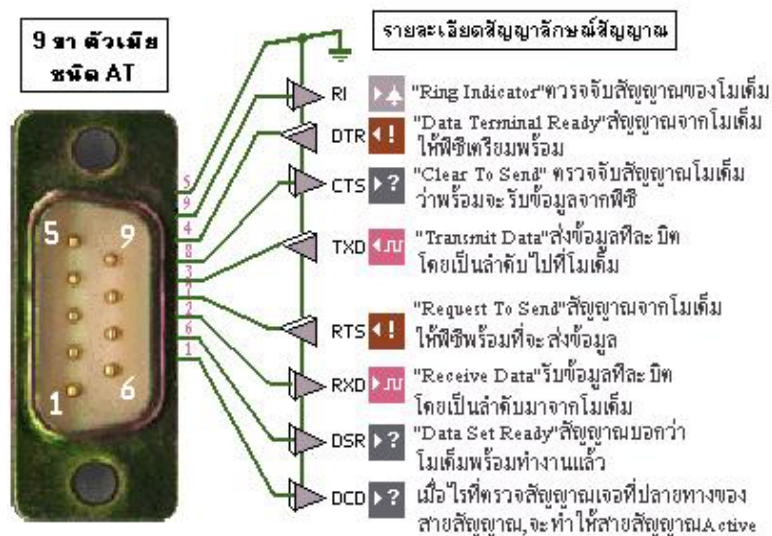 9 ขา ตัวเมีย
ชนิด AT
รายละเอียดสัญญาลักษณ์สัญญาณ
RI
"Ring Indicator"ตวรจจับสัญญาณของโมเด็ม
DTR
"Data Terminal Ready"สัญญาณจากโมเด็ม
ให้พีซีเตรียมพร้อม
CTS
"Clear To Send" ตรวจจับสัญญาณโมเด็ม
ว่าพร้อมจะรับข้อมูลจากพีซี
TXD
"Transmit Data"ส่งข้อมูลทีละบิต
โดยเป็นลำดับไปที่โมเด็ม
RTS
"Request To Send"สัญญาณจากโมเด็ม
ให้พีซีพร้อมที่จะส่งข้อมูล
RXD
"Receive Data"รับข้อมูลทีละบิต
โดยเป็นลำดับมาจากโมเด็ม
DSR
"Data Set Ready"สัญญาณบอกว่า
โมเด็มพร้อมทำงานแล้ว
DCD
เมื่อไรที่ตรวจสัญญาณเจอที่ปลายทางของ
สายสัญญาณ,จะทำให้สายสัญญาณActive
5
9
4
8
3
7
2
6
1
5 9
1 6